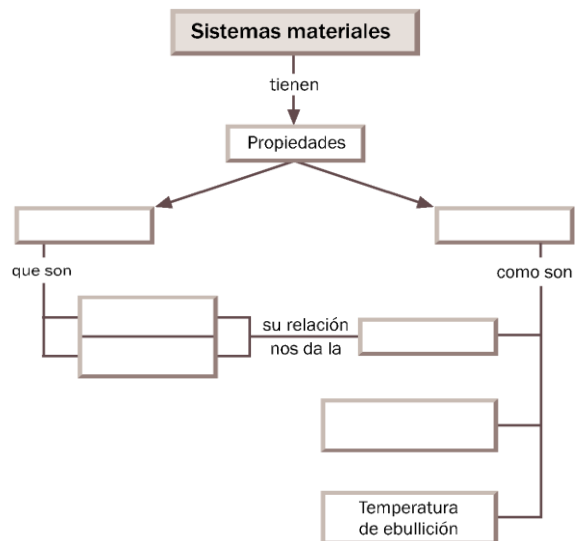 Sistemas materiales
tienen
Propiedades
que son
como son
su relación
nos da la
Temperatura
de ebullición